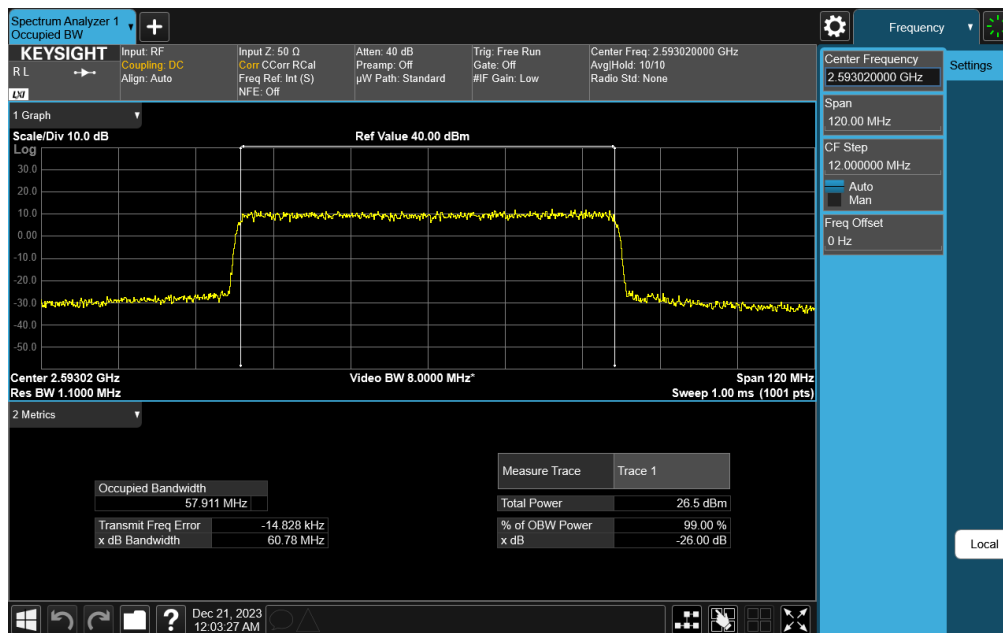 Spectrum Analyzer 1
Occupied BW
Frequency
KEYSIGHT
R L
LXI
Input: RF
Coupling: DC
Align: Auto
Input Z: 50 Ω
Corr CCorr RCal
Freq Ref: Int (S)
NFE: Off
Atten: 40 dB
Preamp: Off
µW Path: Standard
Trig: Free Run
Gate: Off
#IF Gain: Low
Center Freq: 2.593020000 GHz
Avg|Hold: 10/10
Radio Std: None
Center Frequency
2.593020000 GHz
Settings
Span
120.00 MHz
CF Step
12.000000 MHz
Auto
Man
Freq Offset
0 Hz
1 Graph
Scale/Div 10.0 dB
Ref Value 40.00 dBm
Log
30.0
20.0
10.0
0.00
-10.0
-20.0
-30.0
-40.0
-50.0
Center 2.59302 GHz
Video BW 8.0000 MHz*
Span 120 MHz
Res BW 1.1000 MHz
Sweep 1.00 ms (1001 pts)
2 Metrics
Measure Trace
Trace 1
Occupied Bandwidth
57.911 MHz
Total Power
26.5 dBm
Transmit Freq Error
-14.828 kHz
% of OBW Power
99.00 %
x dB Bandwidth
60.78 MHz
x dB
-26.00 dB
Local
?
Dec 21, 2023
12:03:27 AM